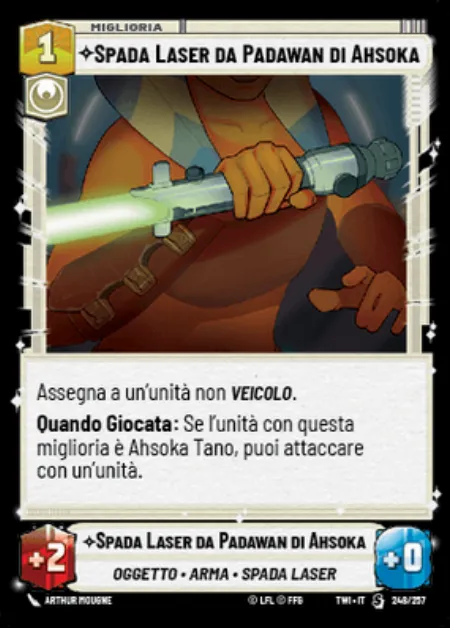 MIGLIORIA
1
✧SPADA LASER DA PADAWAN DI AHSOKA
Assegna a un'unità non VEICOLO.
Quando Giocata: Se l'unità con questa
miglioria è Ahsoka Tano, puoi attaccare
con un'unità.
+2
✧SPADA LASER DA PADAWAN DI AHSOKA
+0
OGGETTO • ARMA • SPADA LASER
ARTHUR MOUGNE
© LFL © FFG
TWI • IT
S
248/257